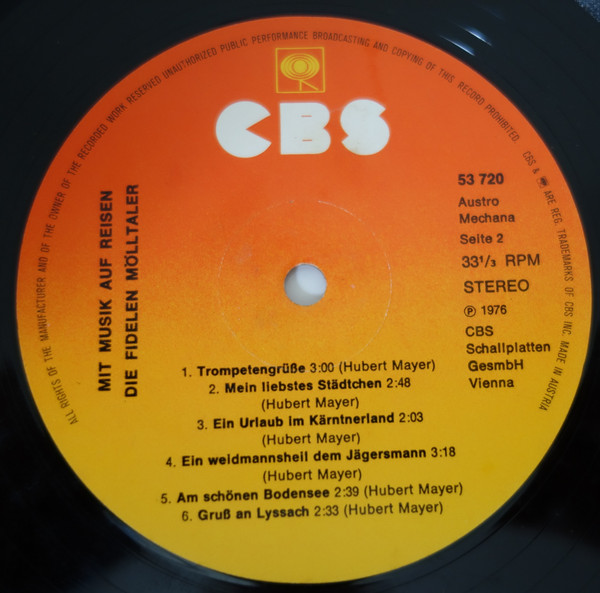 ALL RIGHTS OF THE MANUFACTURER AND OF THE OWNER OF THE RECORDED WORK RESERVED UNAUTHORIZED PUBLIC PERFORMANCE BROADCASTING AND COPYING OF THIS RECORD PROHIBITED. CBS & ARE REG. TRADEMARKS OF CBS INC. MADE IN AUSTRIA
CBS
MIT MUSIK AUF REISEN
DIE FIDELEN MÖLLTALER
53 720
Austro
Mechana
Seite 2
33¹/₃ RPM
STEREO
℗ 1976
CBS
Schallplatten
GesmbH
Vienna
1. Trompetengrüße 3:00 (Hubert Mayer)
2. Mein liebstes Städtchen 2:48
(Hubert Mayer)
3. Ein Urlaub im Kärntnerland 2:03
(Hubert Mayer)
4. Ein weidmannsheil dem Jägersmann 3:18
(Hubert Mayer)
5. Am schönen Bodensee 2:39 (Hubert Mayer)
6. Gruß an Lyssach 2:33 (Hubert Mayer)